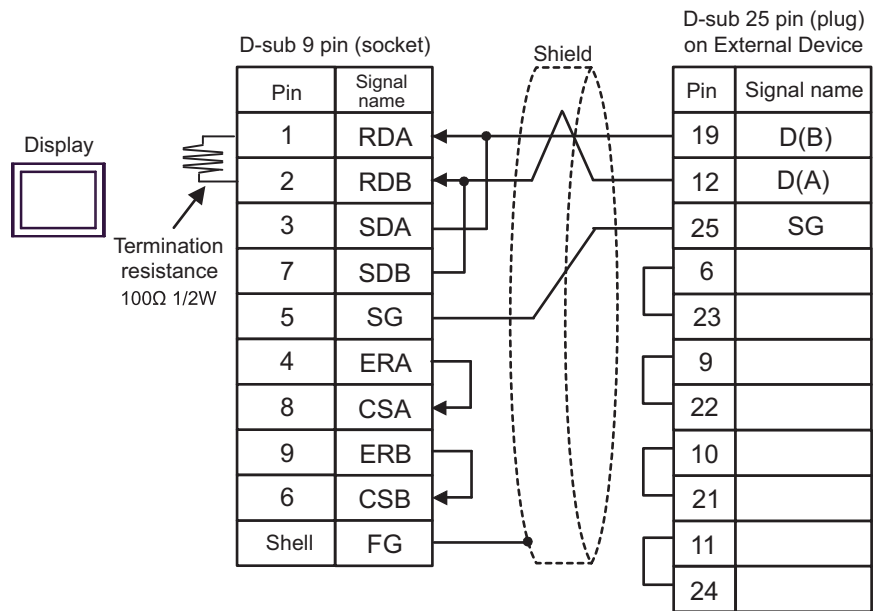 D-sub 25 pin (plug)
on External Device
D-sub 9 pin (socket)
Shield
Display
Termination
resistance
100Ω 1/2W
Pin Signal
name
1 RDA
2 RDB
3 SDA
7 SDB
5 SG
4 ERA
8 CSA
9 ERB
6 CSB
Shell FG
Pin Signal name
19 D(B)
12 D(A)
25 SG
6
23
9
22
10
21
11
24